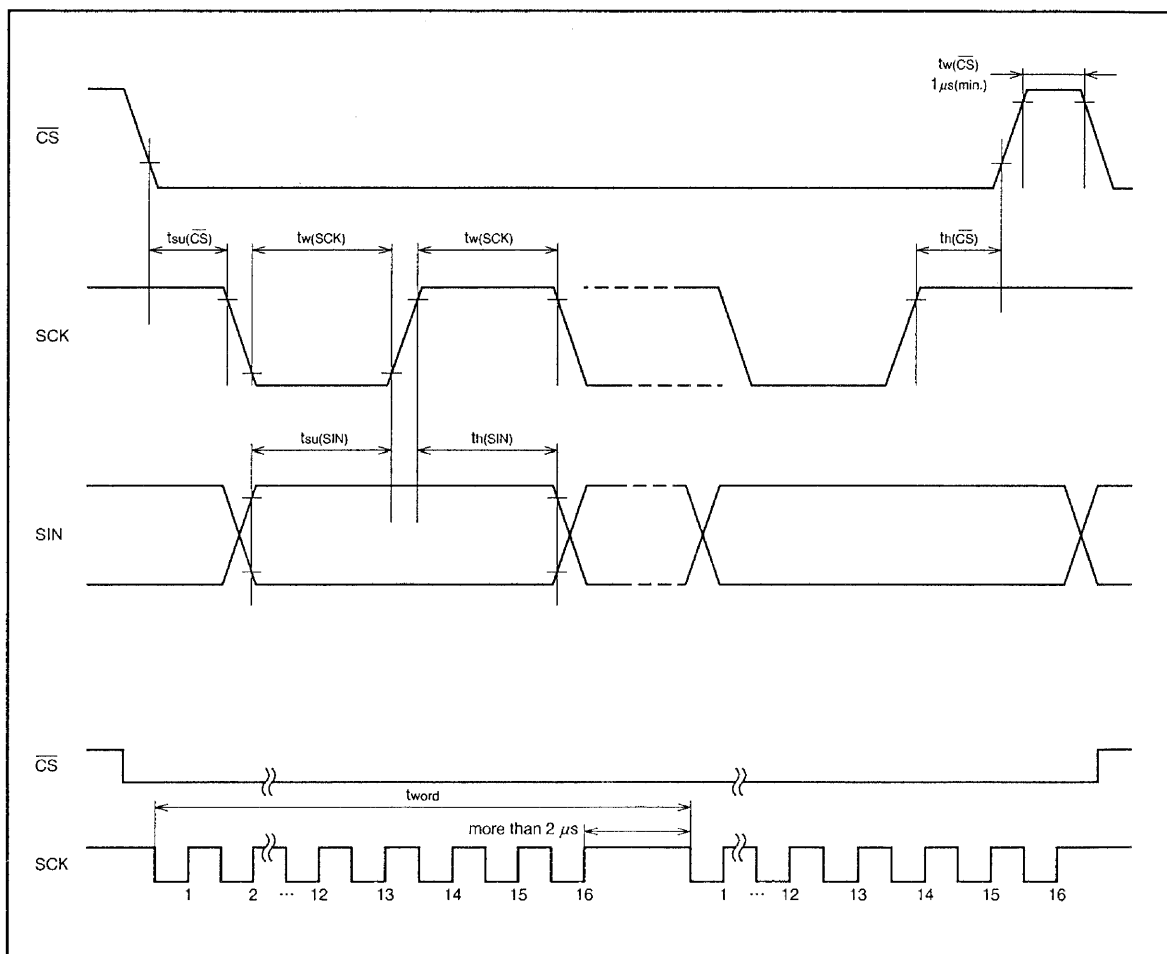 tw(CS)
1 μs(min.)
CS
tsu(CS)
tw(SCK)
tw(SCK)
th(CS)
SCK
tsu(SIN)
th(SIN)
SIN
CS
tword
more than 2 μs
SCK
1 2 ... 12 13 14 15 16 1 ... 12 13 14 15 16